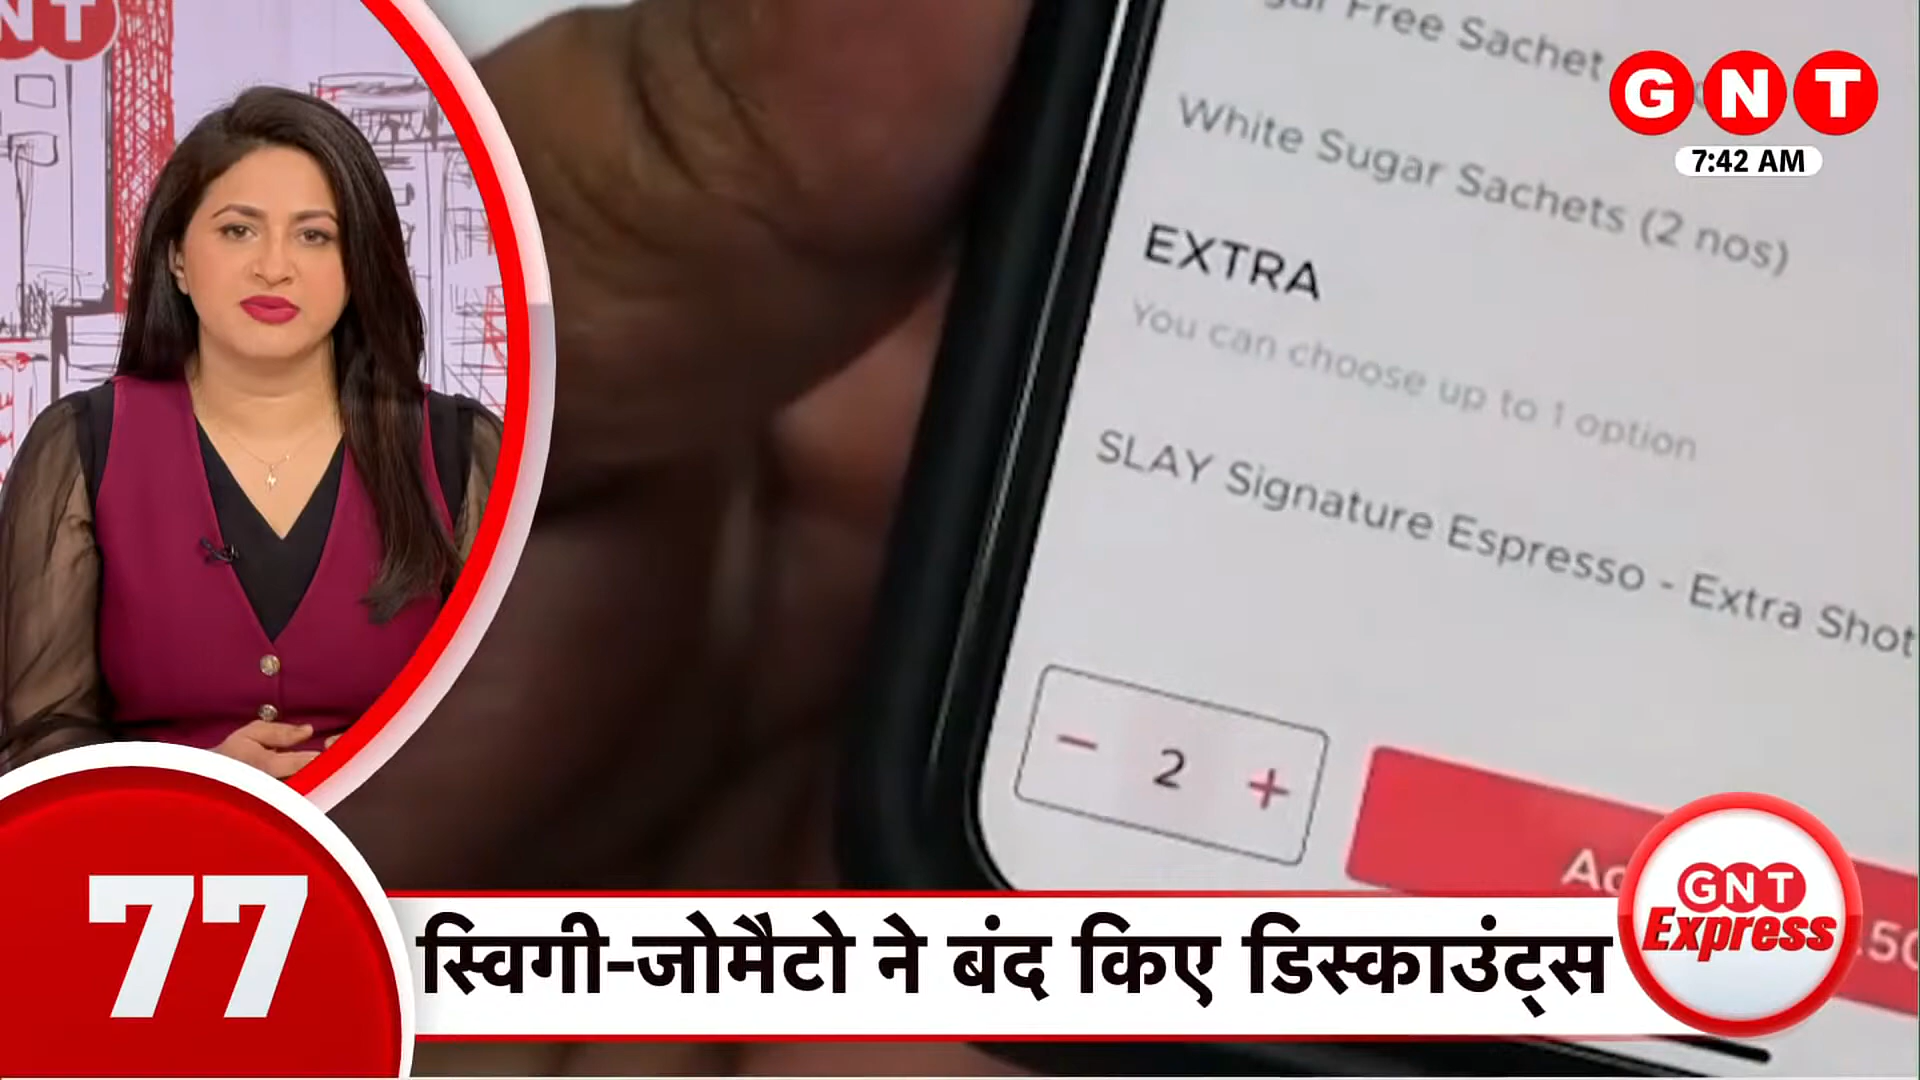 NT
GNT
7:42 AM
Free Sachet
White Sugar Sachets (2 nos)
EXTRA
You can choose up to 1 option
SLAY Signature Espresso - Extra Shot
- 2 +
77
स्विगी-जोमैटो ने बंद किए डिस्काउंट्स
GNT
Express